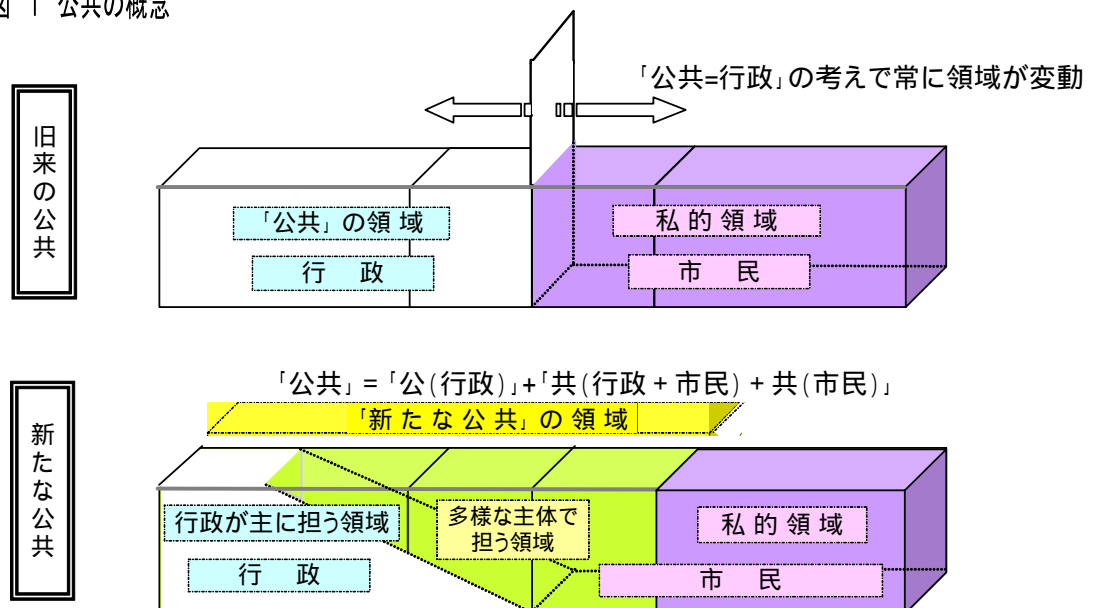 図 1 公共の概念
「公共=行政」の考えで常に領域が変動
旧来の公共
「公共」の領域
私的領域
行 政
市 民
「公共」=「公(行政)」+「共(行政+市民)+共(市民)」
新たな公共
「新たな公共」の領域
行政が主に担う領域
多様な主体で
担う領域
私的領域
行 政
市 民